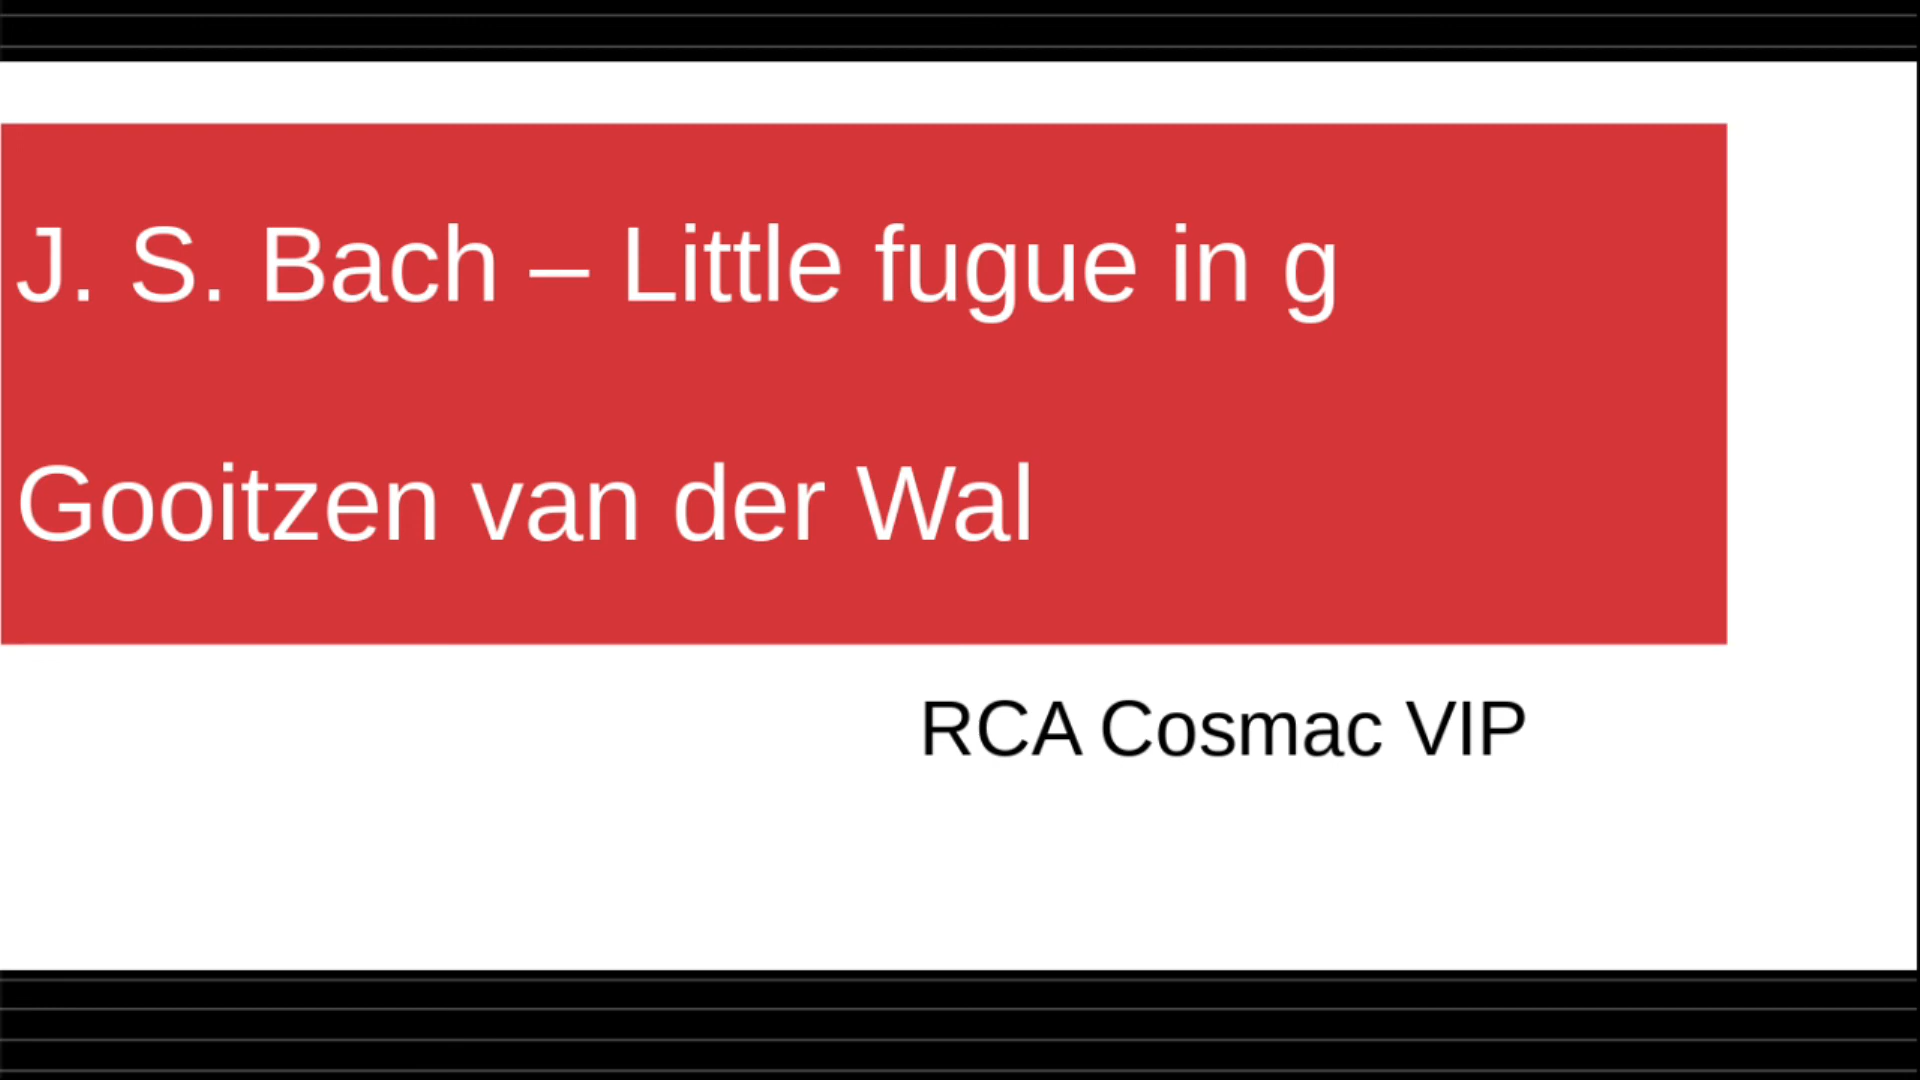 J. S. Bach – Little fugue in g
Gooitzen van der Wal
RCA Cosmac VIP